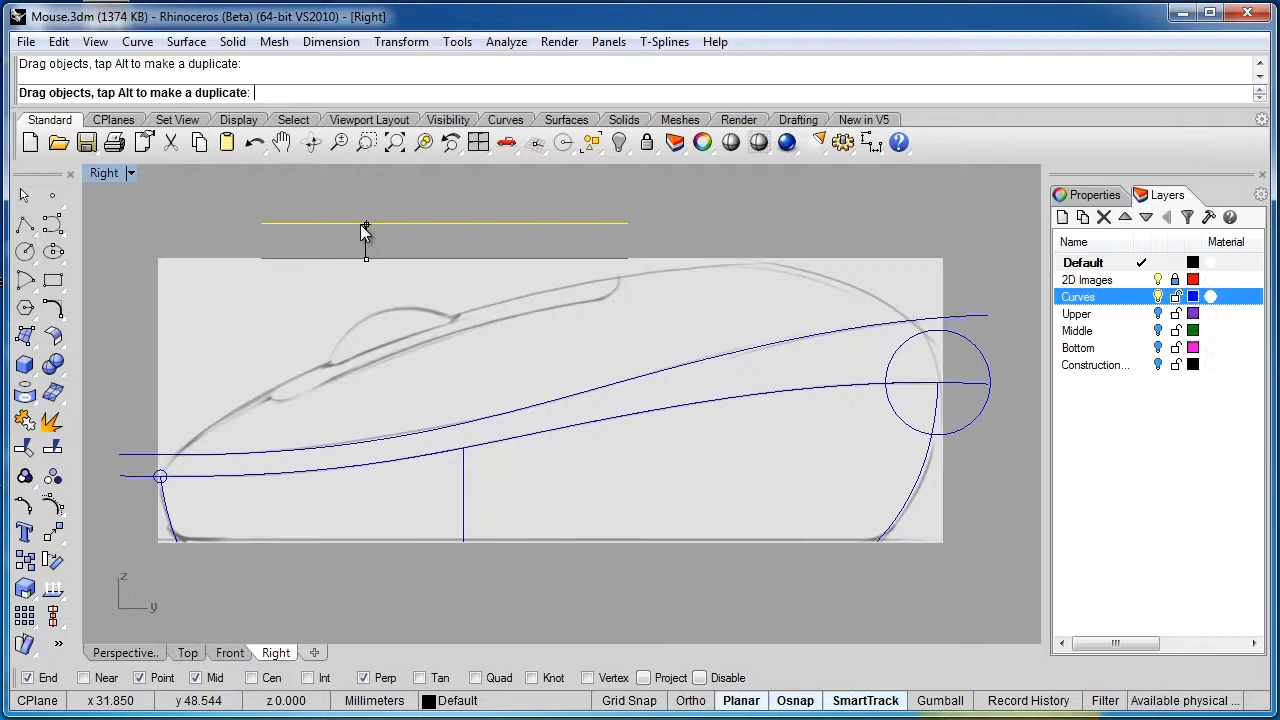 Mouse.3dm (1374 KB) - Rhinoceros (Beta) (64-bit VS2010) - [Right]
File Edit View Curve Surface Solid Mesh Dimension Transform Tools Analyze Render Panels T-Splines Help
Drag objects, tap Alt to make a duplicate:
Drag objects, tap Alt to make a duplicate:
Standard CPlanes Set View Display Select Viewport Layout Visibility Curves Surfaces Solids Meshes Render Drafting New in V5
Right
Properties Layers
Name Material
Default
2D Images
Curves
Upper
Middle
Bottom
Construction...
z
y
Perspective.. Top Front Right
End Near Point Mid Cen Int Perp Tan Quad Knot Vertex Project Disable
CPlane x 31.850 y 48.544 z 0.000 Millimeters Default Grid Snap Ortho Planar Osnap SmartTrack Gumball Record History Filter Available physical ...